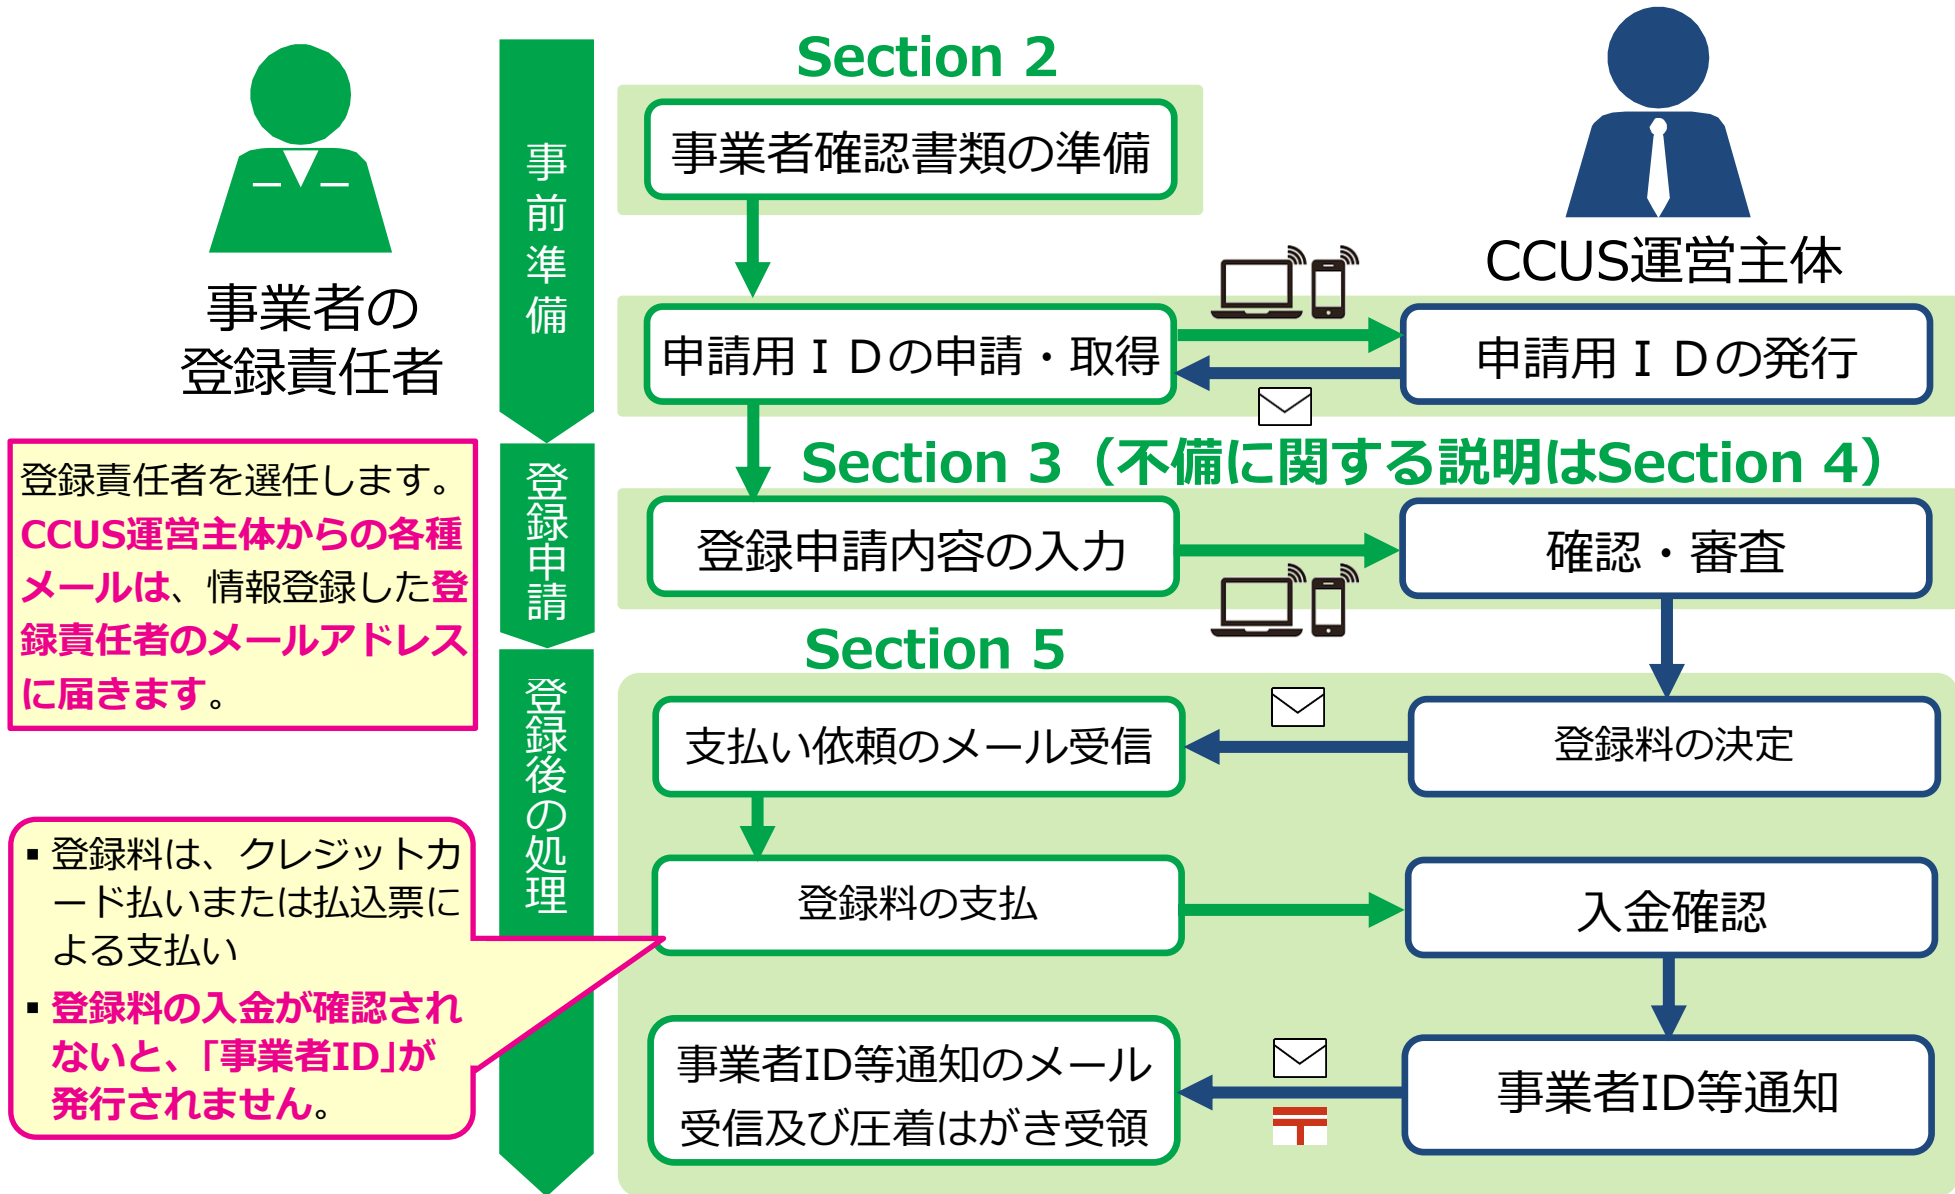 Section 2
事業者確認書類の準備
事前準備
CCUS運営主体
事業者の
登録責任者
申請用ＩＤの申請・取得
申請用ＩＤの発行
Section 3（不備に関する説明はSection 4）
登録責任者を選任します。
CCUS運営主体からの各種
メールは、情報登録した登
録責任者のメールアドレス
に届きます。
登録申請
登録申請内容の入力
確認・審査
Section 5
登録後の処理
支払い依頼のメール受信
登録料の決定
▪ 登録料は、クレジットカ
ード払いまたは払込票に
よる支払い
▪ 登録料の入金が確認され
ないと、「事業者ID」が
発行されません。
登録料の支払
入金確認
事業者ID等通知のメール
受信及び圧着はがき受領
〒
事業者ID等通知